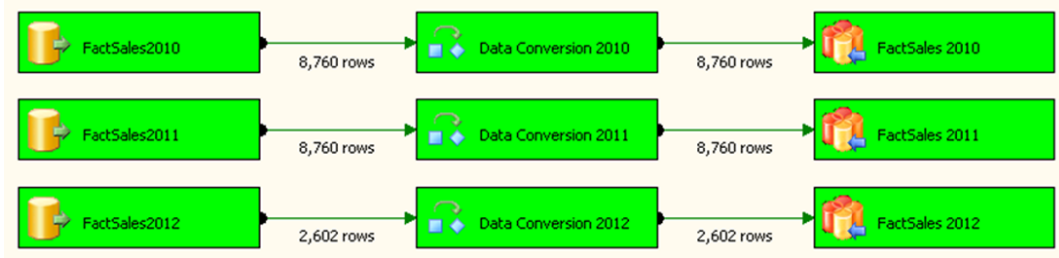 FactSales2010
Data Conversion 2010
FactSales 2010
8,760 rows
8,760 rows
FactSales2011
Data Conversion 2011
FactSales 2011
8,760 rows
8,760 rows
FactSales2012
Data Conversion 2012
FactSales 2012
2,602 rows
2,602 rows